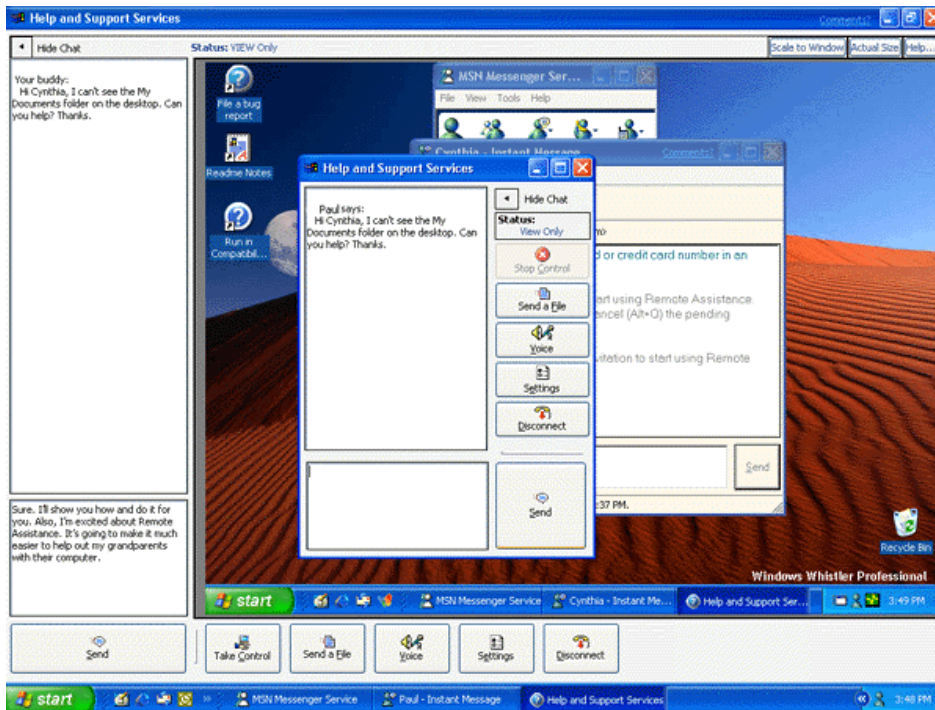 Help and Support Services
Comments?
Hide Chat
Status: VIEW Only
Scale to Window
Actual Size
Help...
Your buddy:
Hi Cynthia, I can't see the My
Documents folder on the desktop. Can
you help? Thanks.
File a bug
report
Readme Notes
Run in
Compatibil...
MSN Messenger Ser...
File View Tools Help
Cynthia - Instant Message
Comments?
d or credit card number in an
art using Remote Assistance.
ancel (Alt+Q) the pending
vitation to start using Remote
Send
:37 PM.
Help and Support Services
Paul says:
Hi Cynthia, I can't see the My
Documents folder on the desktop. Can
you help? Thanks.
Hide Chat
Status:
View Only
Stop Control
Send a File
Voice
Settings
Disconnect
Send
Recycle Bin
Windows Whistler Professional
start
MSN Messenger Service
Cynthia - Instant Me...
Help and Support Ser...
3:49 PM
Sure. I'll show you how and do it for
you. Also, I'm excited about Remote
Assistance. It's going to make it much
easier to help out my grandparents
with their computer.
Send
Take Control
Send a File
Voice
Settings
Disconnect
start
MSN Messenger Service
Paul - Instant Message
Help and Support Services
3:48 PM